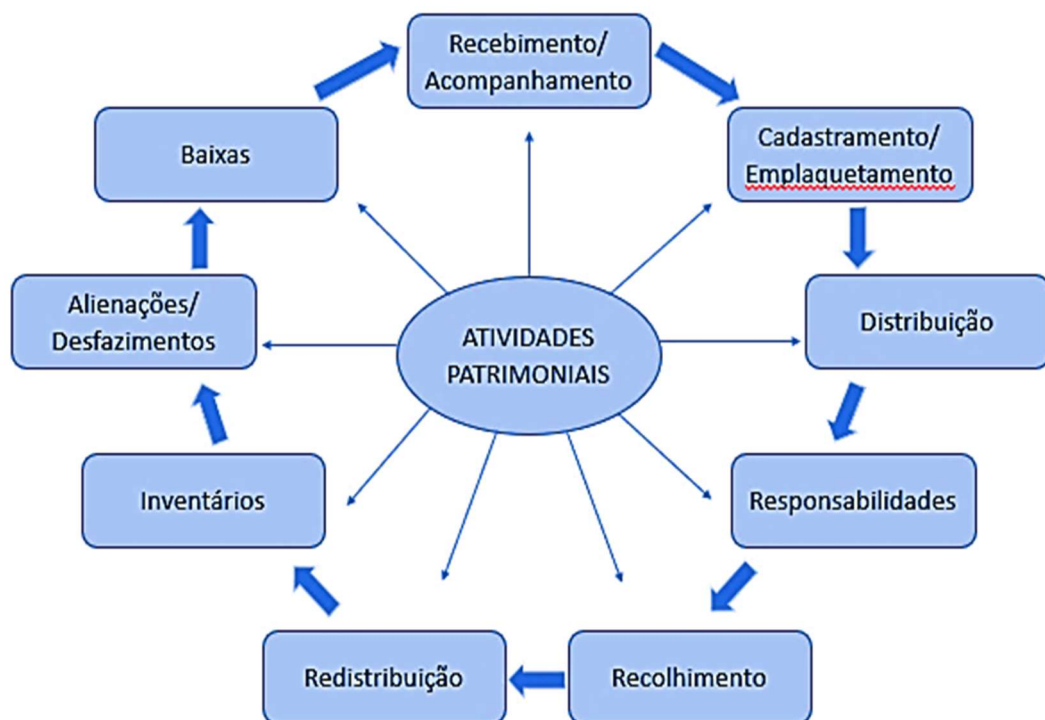 Recebimento/
Acompanhamento
Cadastramento/
Emplaquetamento
Distribuição
Responsabilidades
Recolhimento
Redistribuição
Inventários
Alienações/
Desfazimentos
Baixas
ATIVIDADES
PATRIMONIAIS